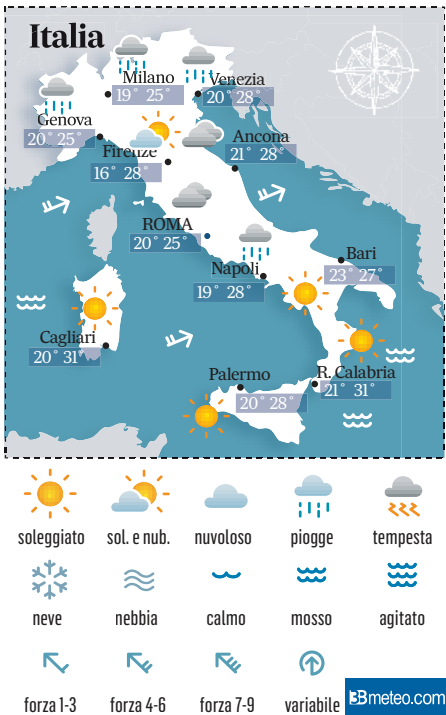 Italia
Milano
19° 25°
Venezia
20° 28°
Genova
20° 25°
Firenze
16° 28°
Ancona
21° 28°
ROMA
20° 25°
Napoli
19° 28°
Bari
23° 27°
Cagliari
20° 31°
Palermo
20° 28°
R. Calabria
21° 31°
soleggiato sol. e nub. nuvoloso piogge tempesta
neve nebbia calmo mosso agitato
forza 1-3 forza 4-6 forza 7-9 variabile
3Bmeteo.com